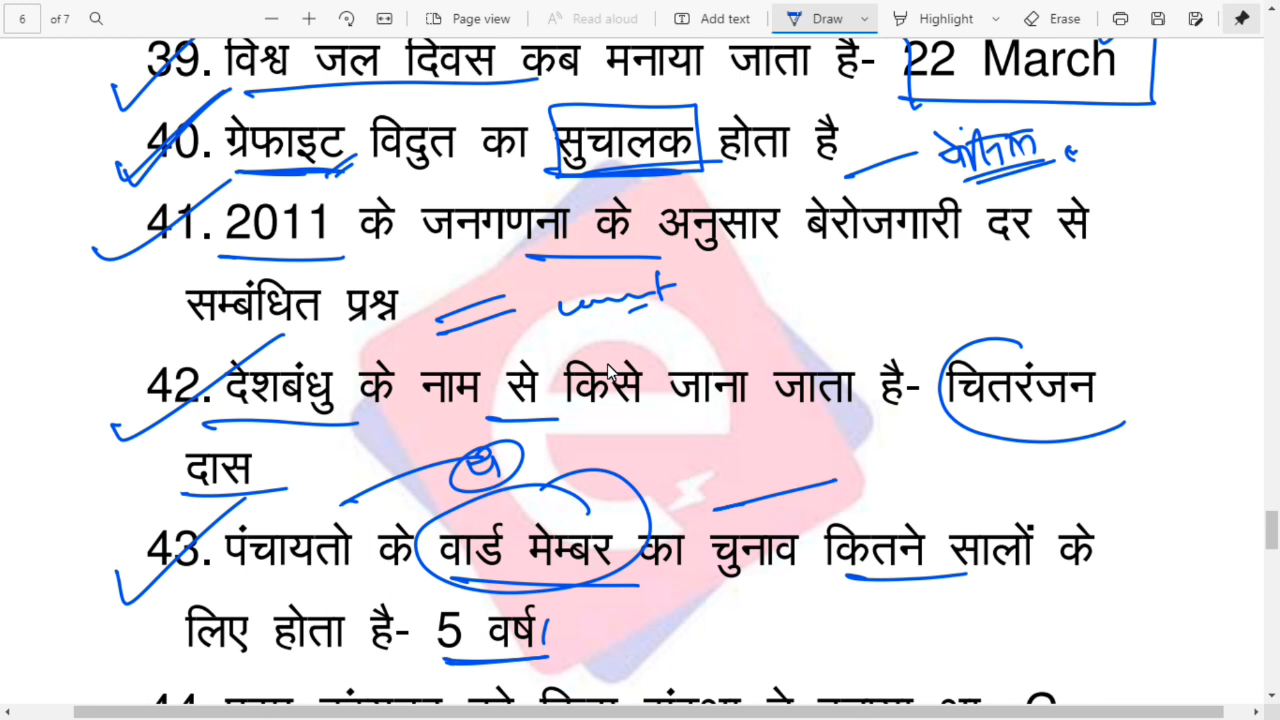 6 of 7 Page view Read aloud Add text Draw Highlight Erase
39. विश्व जल दिवस कब मनाया जाता है- 22 March
40. ग्रेफाइट विदुत का सुचालक होता है
41. 2011 के जनगणना के अनुसार बेरोजगारी दर से
सम्बंधित प्रश्न
42. देशबंधु के नाम से किसे जाना जाता है- चितरंजन
दास
43. पंचायतो के वार्ड मेम्बर का चुनाव कितने सालों के
लिए होता है- 5 वर्ष